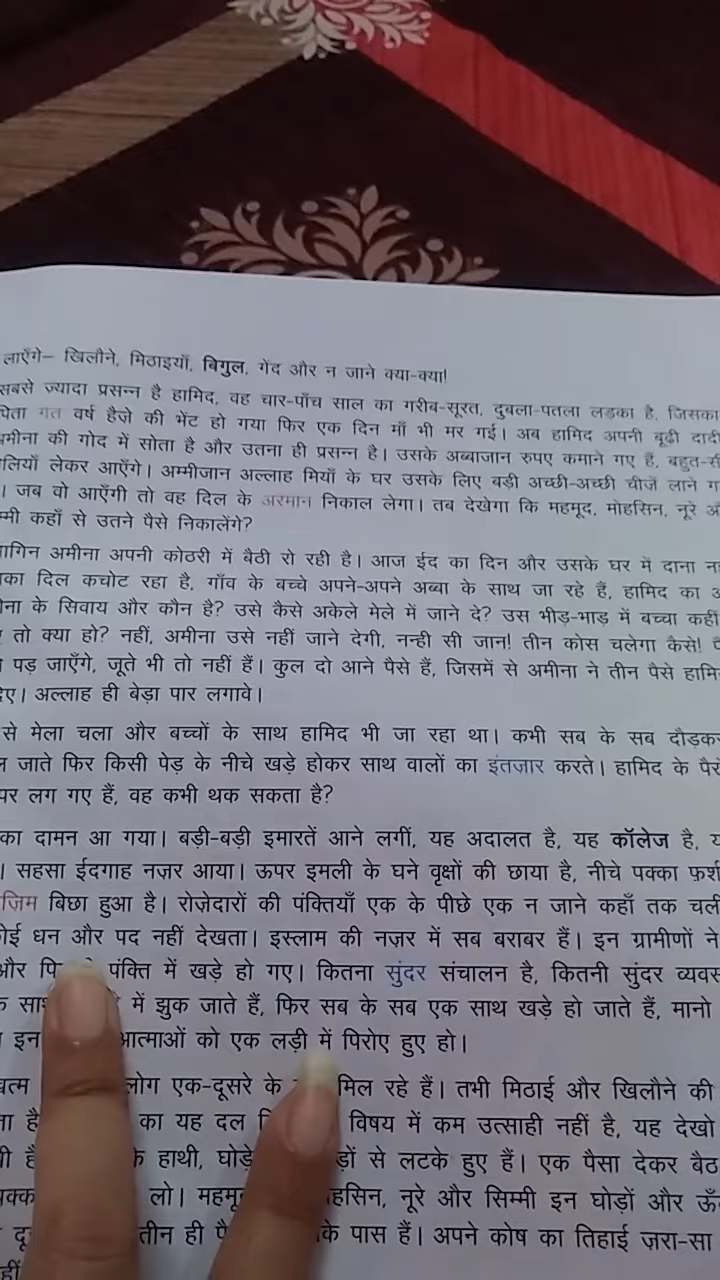 लाएँगे– खिलौने, मिठाइयाँ, बिगुल, गेंद और न जाने क्या-क्या!
सबसे ज्यादा प्रसन्न है हामिद, वह चार-पाँच साल का गरीब-सूरत, दुबला-पतला लड़का है, जिसका
पिता गत वर्ष हैज़े की भेंट हो गया फिर एक दिन माँ भी मर गई। अब हामिद अपनी बूढ़ी दादी
की गोद में सोता है और उतना ही प्रसन्न है। उसके अब्बाजान रुपए कमाने गए हैं,
लेकर आएँगे। अम्मीजान अल्लाह मियाँ के घर उसके लिए बड़ी अच्छी-अच्छी चीज़ें लाने
। जब वो आएँगी तो वह दिल के अरमान निकाल लेगा। तब देखेगा कि महमूद, मोहसिन, नूरे
कहाँ से उतने पैसे निकालेंगे?
अमीना अपनी कोठरी में बैठी रो रही है। आज ईद का दिन और उसके घर में दाना
दिल कचोट रहा है, गाँव के बच्चे अपने-अपने अब्बा के साथ जा रहे हैं, हामिद का
के सिवाय और कौन है? उसे कैसे अकेले मेले में जाने दे? उस भीड़-भाड़ में बच्चा कहीं
तो क्या हो? नहीं, अमीना उसे नहीं जाने देगी, नन्ही सी जान! तीन कोस चलेगा कैसे!
पड़ जाएँगे, जूते भी तो नहीं हैं। कुल दो आने पैसे हैं, जिसमें से अमीना ने तीन पैसे
। अल्लाह ही बेड़ा पार लगावे।
से मेला चला और बच्चों के साथ हामिद भी जा रहा था। कभी सब के सब दौड़कर
जाते फिर किसी पेड़ के नीचे खड़े होकर साथ वालों का इंतज़ार करते। हामिद के
पर लग गए हैं, वह कभी थक सकता है?
का दामन आ गया। बड़ी-बड़ी इमारतें आने लगीं, यह अदालत है, यह कॉलेज है,
। सहसा ईदगाह नज़र आया। ऊपर इमली के घने वृक्षों की छाया है, नीचे पक्का फ़र्श
बिछा हुआ है। रोज़ेदारों की पंक्तियाँ एक के पीछे एक न जाने कहाँ तक चली
धन और पद नहीं देखता। इस्लाम की नज़र में सब बराबर हैं। इन ग्रामीणों ने
और पंक्ति में खड़े हो गए। कितना सुंदर संचालन है, कितनी सुंदर
में झुक जाते हैं, फिर सब के सब एक साथ खड़े हो जाते हैं, मानो
इन आत्माओं को एक लड़ी में पिरोए हुए हो।
लोग एक-दूसरे के मिल रहे हैं। तभी मिठाई और खिलौने की
का यह दल विषय में कम उत्साही नहीं है, यह देखो
हाथी, घोड़े से लटके हुए हैं। एक पैसा देकर बैठ
लो। नूरे और सिम्मी इन घोड़ों और
तीन ही के पास हैं। अपने कोष का तिहाई ज़रा-सा